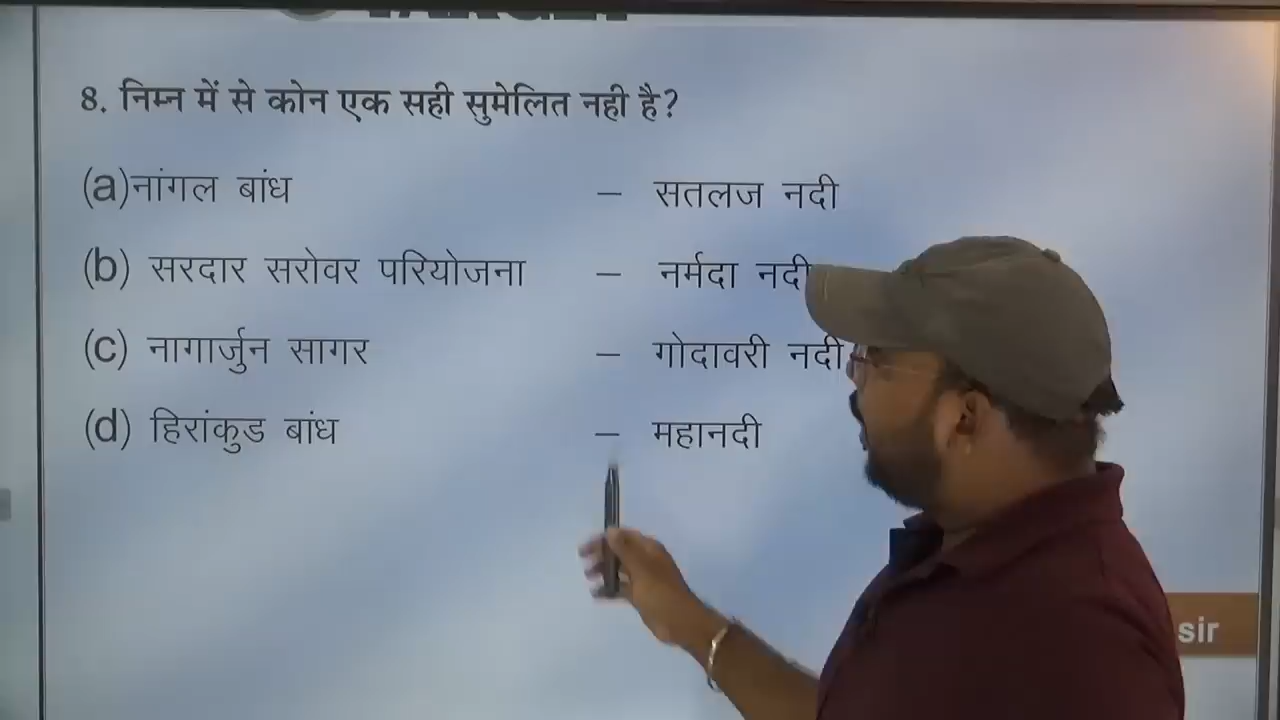 8. निम्न में से कोन एक सही सुमेलित नही है?
(a)नांगल बांध – सतलज नदी
(b) सरदार सरोवर परियोजना – नर्मदा नदी
(c) नागार्जुन सागर – गोदावरी नदी
(d) हिरांकुड बांध – महानदी
sir